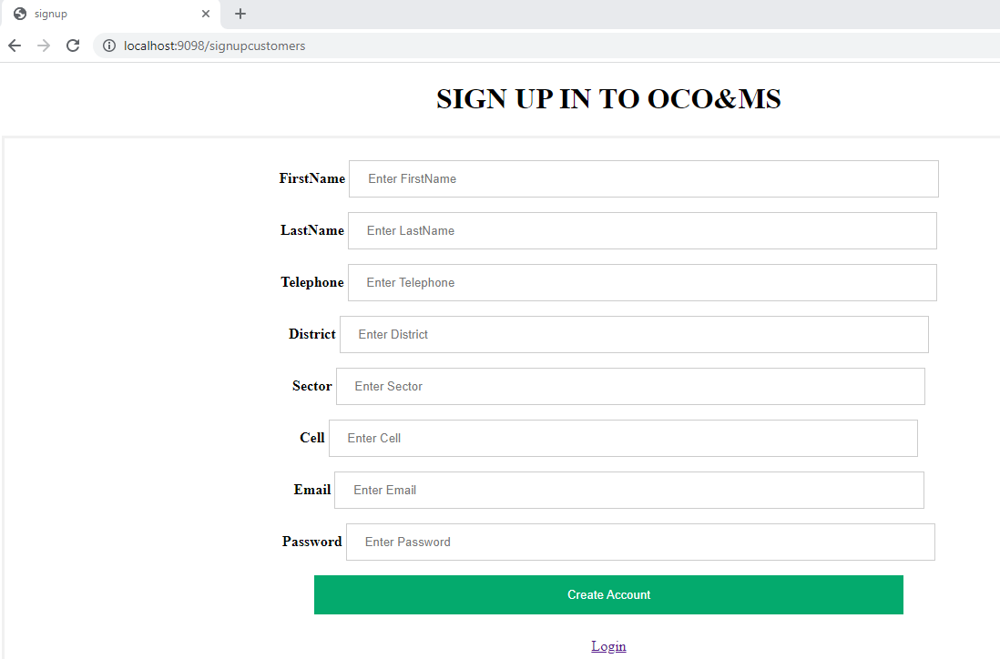 signup
localhost:9098/signupcustomers
SIGN UP IN TO OCO&MS
FirstName Enter FirstName
LastName Enter LastName
Telephone Enter Telephone
District Enter District
Sector Enter Sector
Cell Enter Cell
Email Enter Email
Password Enter Password
Create Account
Login